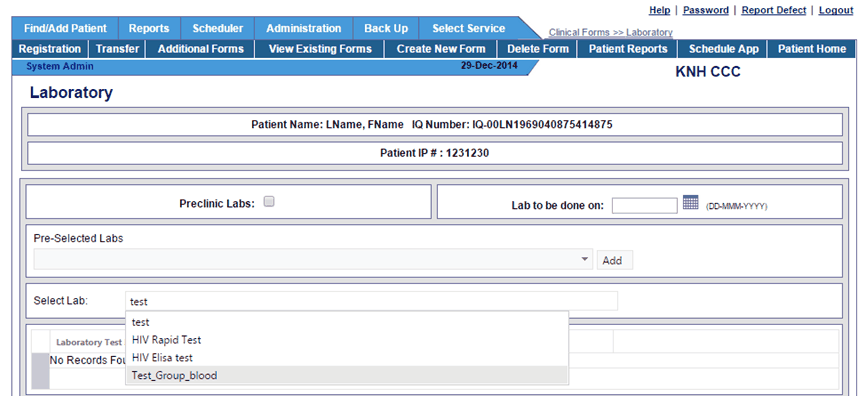 Help | Password | Report Defect | Logout
Find/Add Patient Reports Scheduler Administration Back Up Select Service
Clinical Forms >> Laboratory
Registration Transfer Additional Forms View Existing Forms Create New Form Delete Form Patient Reports Schedule App Patient Home
System Admin 29-Dec-2014
KNH CCC
Laboratory
Patient Name: LName, FName IQ Number: IQ-00LN1969040875414875
Patient IP # : 1231230
Preclinic Labs: Lab to be done on: (DD-MMM-YYYY)
Pre-Selected Labs
Add
Select Lab: test
test
HIV Rapid Test
Laboratory Test
HIV Elisa test
No Records Fou
Test_Group_blood